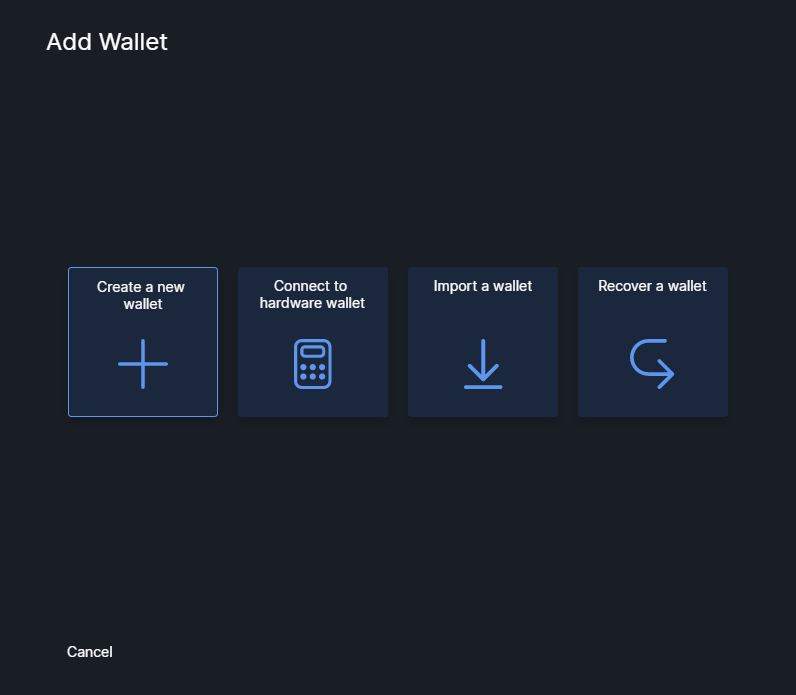 Add Wallet
Create a new
wallet
Connect to
hardware wallet
Import a wallet
Recover a wallet
Cancel